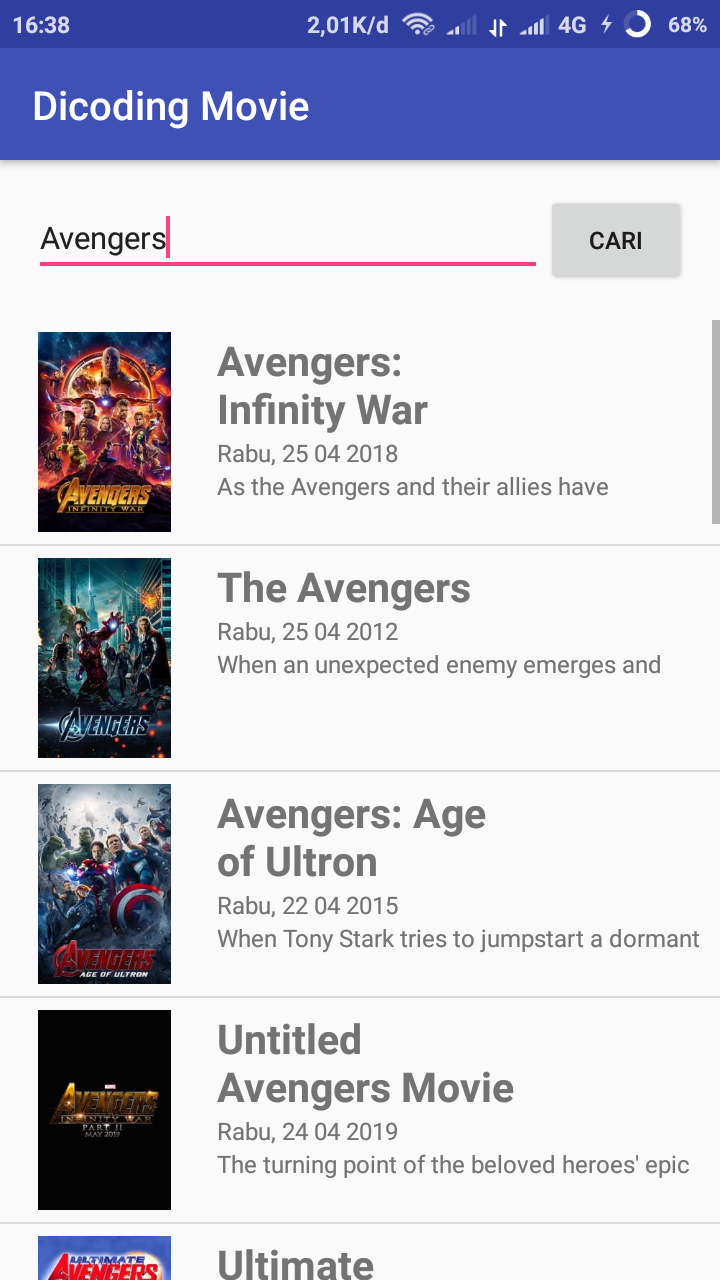 16:38 2,01K/d 4G 68%
Dicoding Movie
Avengers
CARI
AVENGERS
INFINITY WAR
Avengers:
Infinity War
Rabu, 25 04 2018
As the Avengers and their allies have
AVENGERS
The Avengers
Rabu, 25 04 2012
When an unexpected enemy emerges and
AVENGERS
AGE OF ULTRON
Avengers: Age
of Ultron
Rabu, 22 04 2015
When Tony Stark tries to jumpstart a dormant
MARVEL
AVENGERS
INFINITY WAR
PART II
MAY 2019
Untitled
Avengers Movie
Rabu, 24 04 2019
The turning point of the beloved heroes' epic
ULTIMATE
AVENGERS
Ultimate